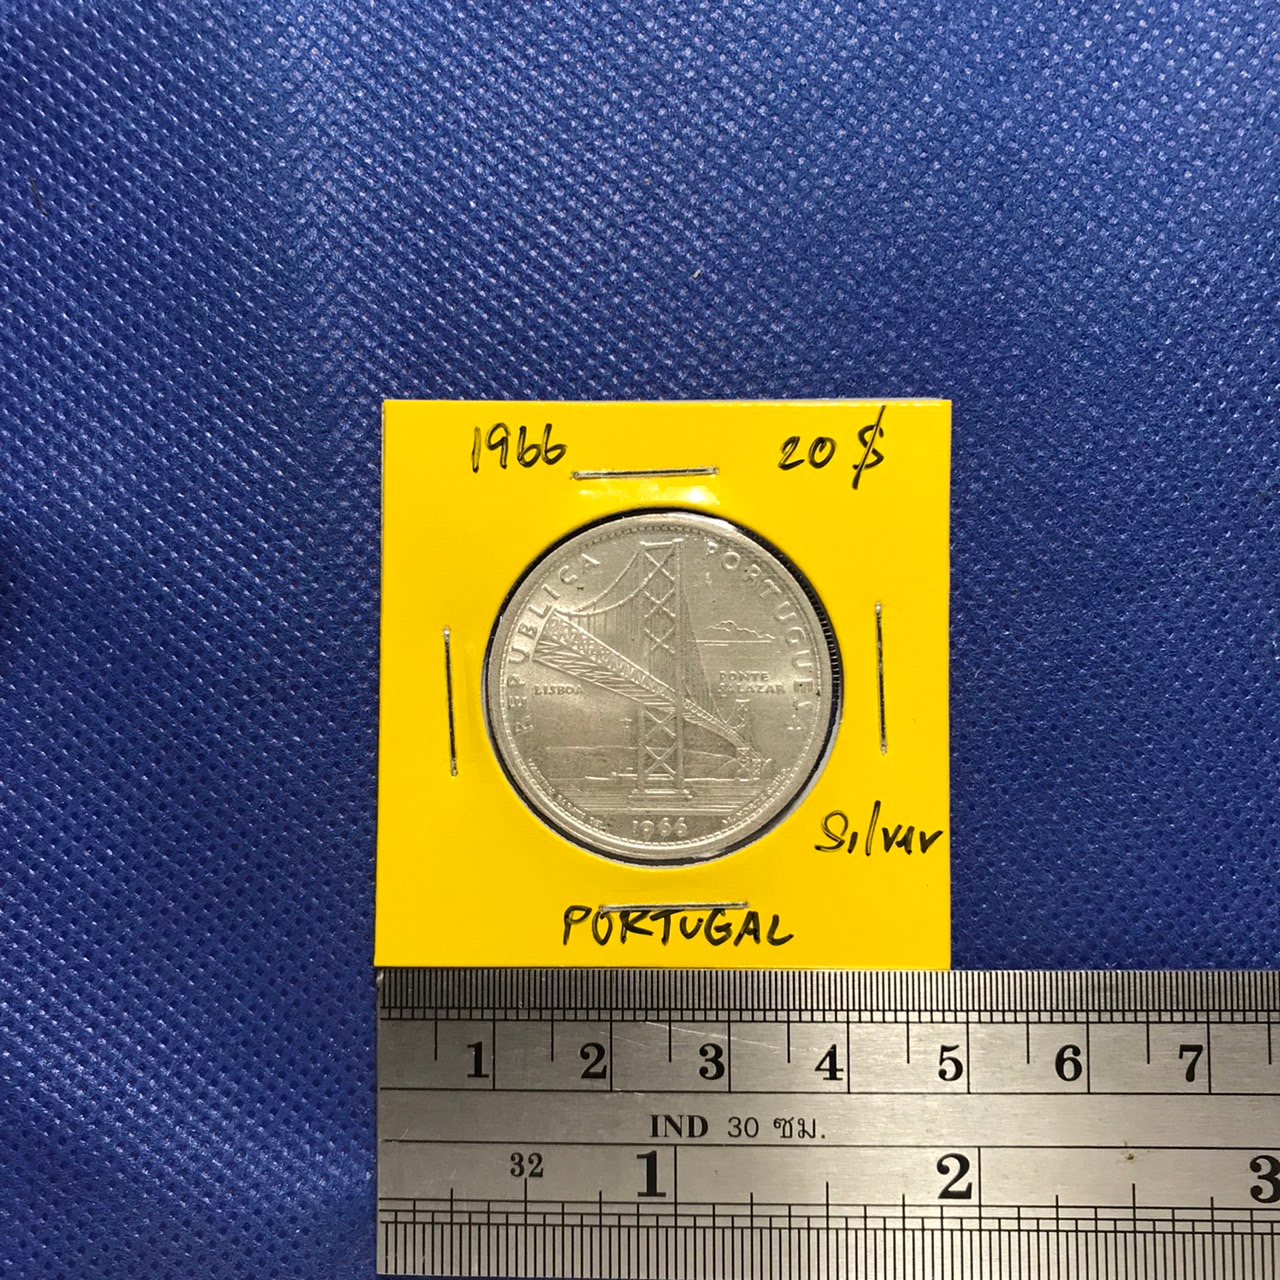 1966 20 $
REPUBLICA PORTUGUESA
LISBOA
PONTE
SALAZAR
1966
Silver
PORTUGAL
1 2 3 4 5 6 7
IND 30 ซม.
32
1 2 3